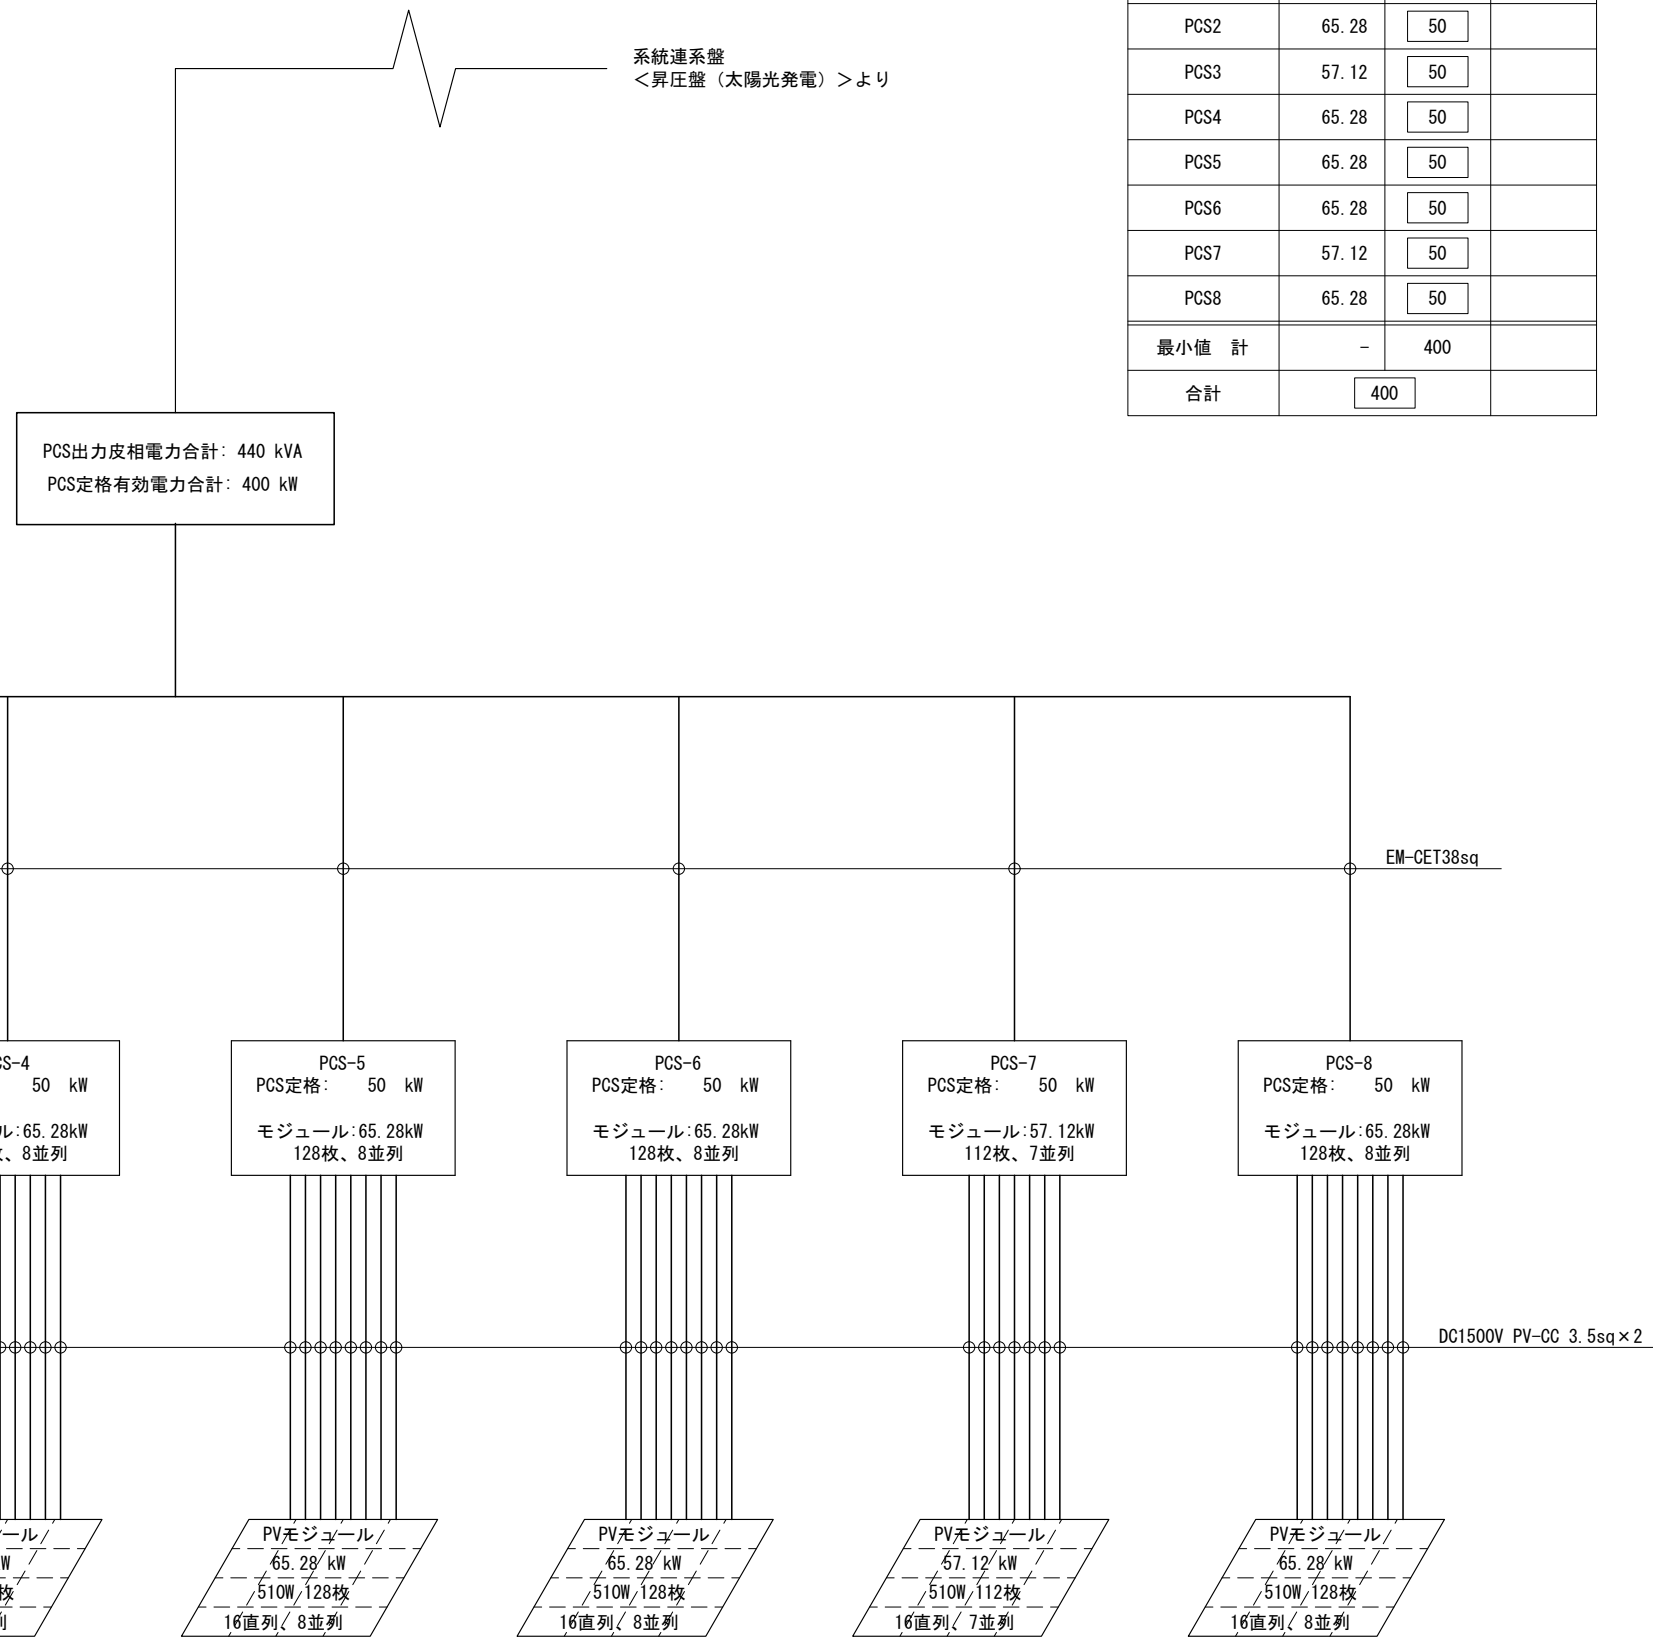 系統連系盤
＜昇圧盤（太陽光発電）＞より
PCS2 65.28 50
PCS3 57.12 50
PCS4 65.28 50
PCS5 65.28 50
PCS6 65.28 50
PCS7 57.12 50
PCS8 65.28 50
最小値　計 - 400
合計 400
PCS出力皮相電力合計: 440 kVA
PCS定格有効電力合計: 400 kW
EM-CET38sq
CS-4
50 kW
ル:65.28kW
、8並列
PCS-5
PCS定格: 50 kW
モジュール:65.28kW
128枚、8並列
PCS-6
PCS定格: 50 kW
モジュール:65.28kW
128枚、8並列
PCS-7
PCS定格: 50 kW
モジュール:57.12kW
112枚、7並列
PCS-8
PCS定格: 50 kW
モジュール:65.28kW
128枚、8並列
DC1500V PV-CC 3.5sq×2
ール
W
枚
列
PVモジュール
65.28 kW
510W 128枚
16直列、8並列
PVモジュール
65.28 kW
510W 128枚
16直列、8並列
PVモジュール
57.12 kW
510W 112枚
16直列、7並列
PVモジュール
65.28 kW
510W 128枚
16直列、8並列